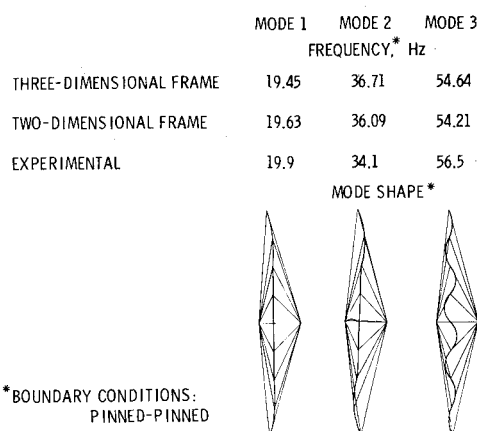 MODE 1 MODE 2 MODE 3
FREQUENCY,* Hz
THREE-DIMENSIONAL FRAME 19.45 36.71 54.64
TWO-DIMENSIONAL FRAME 19.63 36.09 54.21
EXPERIMENTAL 19.9 34.1 56.5
MODE SHAPE*
*BOUNDARY CONDITIONS:
PINNED-PINNED